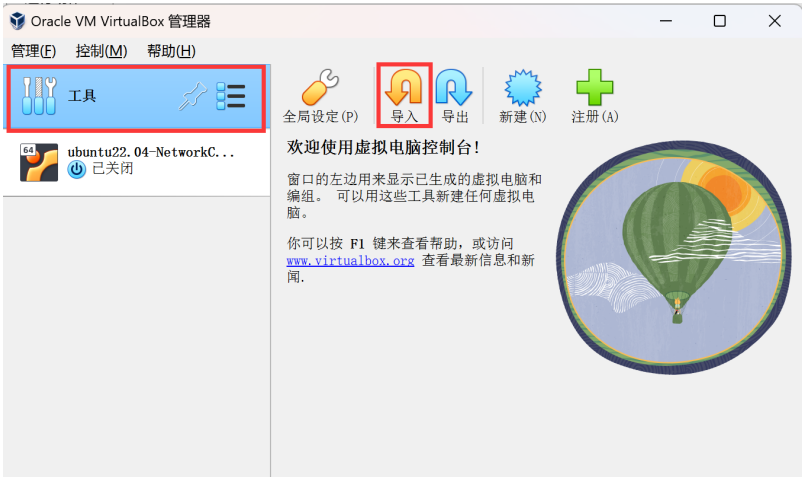 Oracle VM VirtualBox 管理器
管理(F) 控制(M) 帮助(H)
工具
全局设定(P) 导入 导出 新建(N) 注册(A)
64
ubuntu22.04-NetworkC...
已关闭
欢迎使用虚拟电脑控制台!
窗口的左边用来显示已生成的虚拟电脑和
编组。 可以用这些工具新建任何虚拟电
脑。
你可以按 F1 键来查看帮助，或访问
www.virtualbox.org 查看最新信息和新
闻.